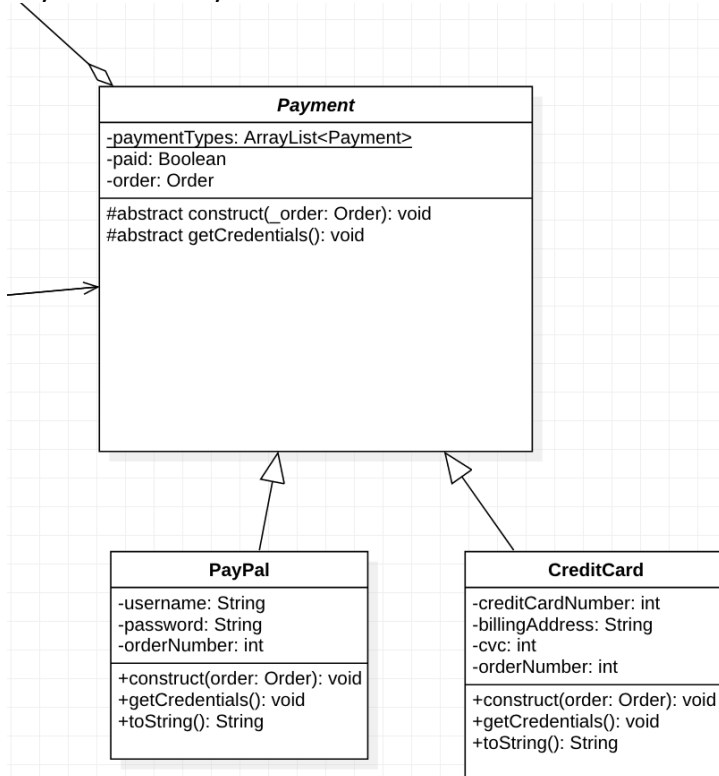 Payment
-paymentTypes: ArrayList<Payment>
-paid: Boolean
-order: Order
#abstract construct(_order: Order): void
#abstract getCredentials(): void
PayPal
-username: String
-password: String
-orderNumber: int
+construct(order: Order): void
+getCredentials(): void
+toString(): String
CreditCard
-creditCardNumber: int
-billingAddress: String
-cvc: int
-orderNumber: int
+construct(order: Order): void
+getCredentials(): void
+toString(): String